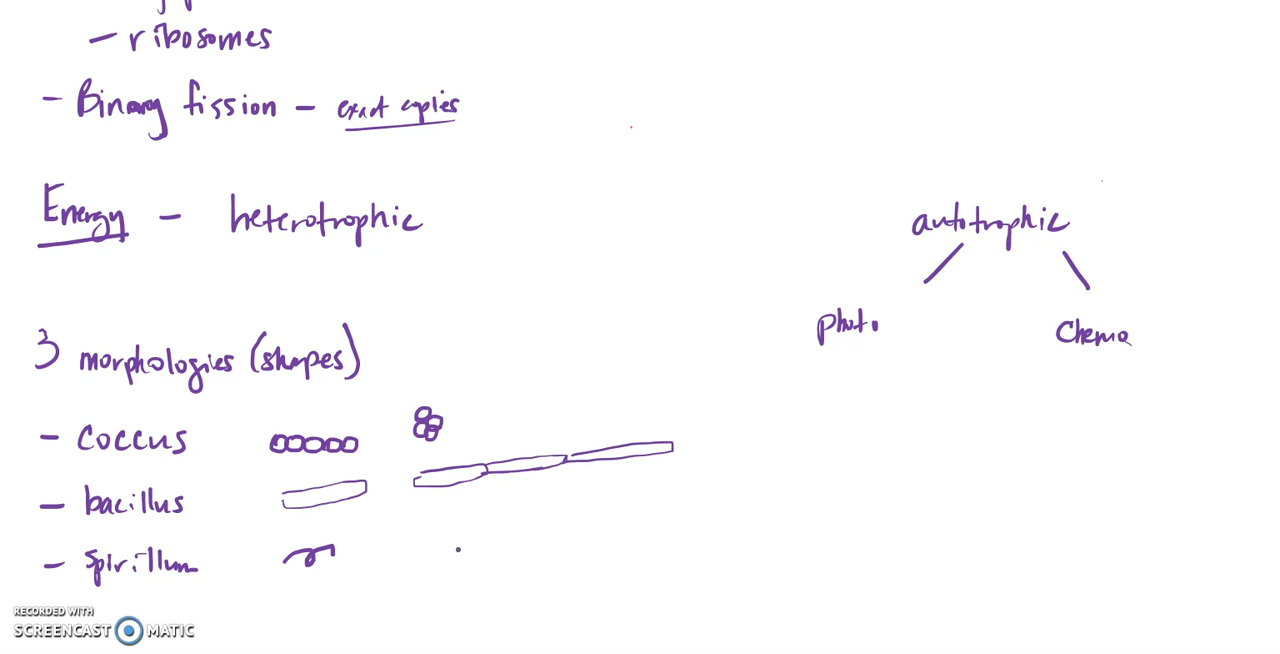 - ribosomes
- Binary fission - exact copies
Energy - heterotrophic
autotrophic
photo
Chemo
3 morphologies (shapes)
- coccus
- bacillus
- spirillum
RECORDED WITH
SCREENCAST MATIC